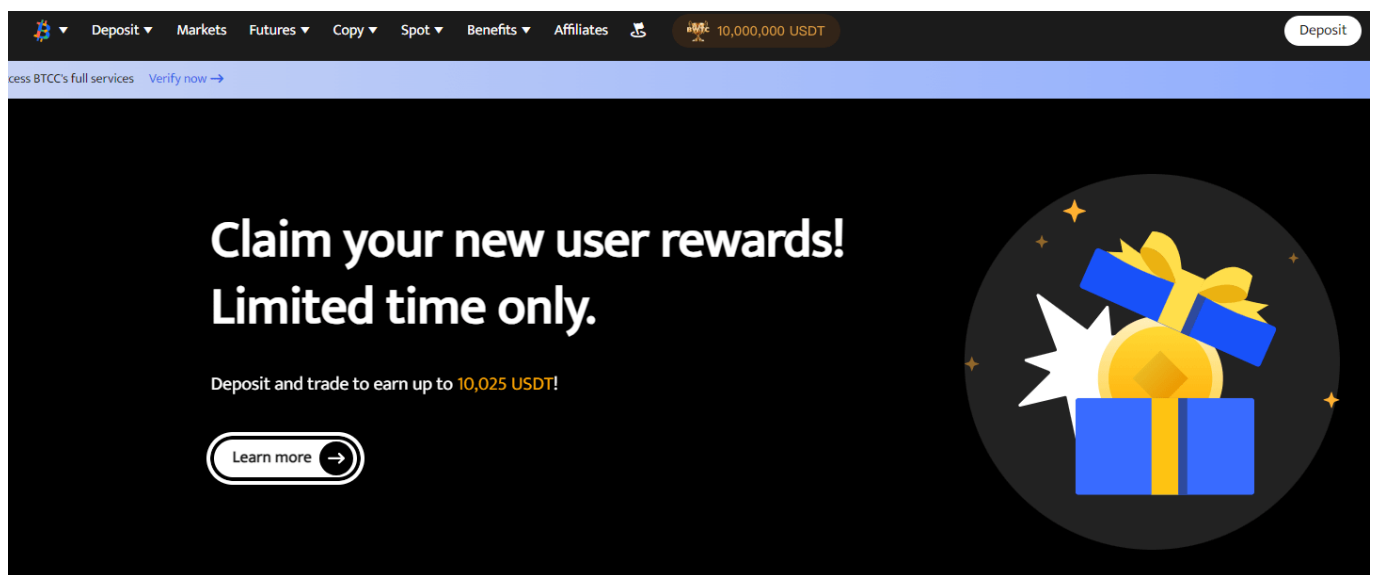 Deposit Markets Futures Copy Spot Benefits Affiliates 10,000,000 USDT Deposit
cess BTCC's full services Verify now →
Claim your new user rewards!
Limited time only.
Deposit and trade to earn up to 10,025 USDT!
Learn more →